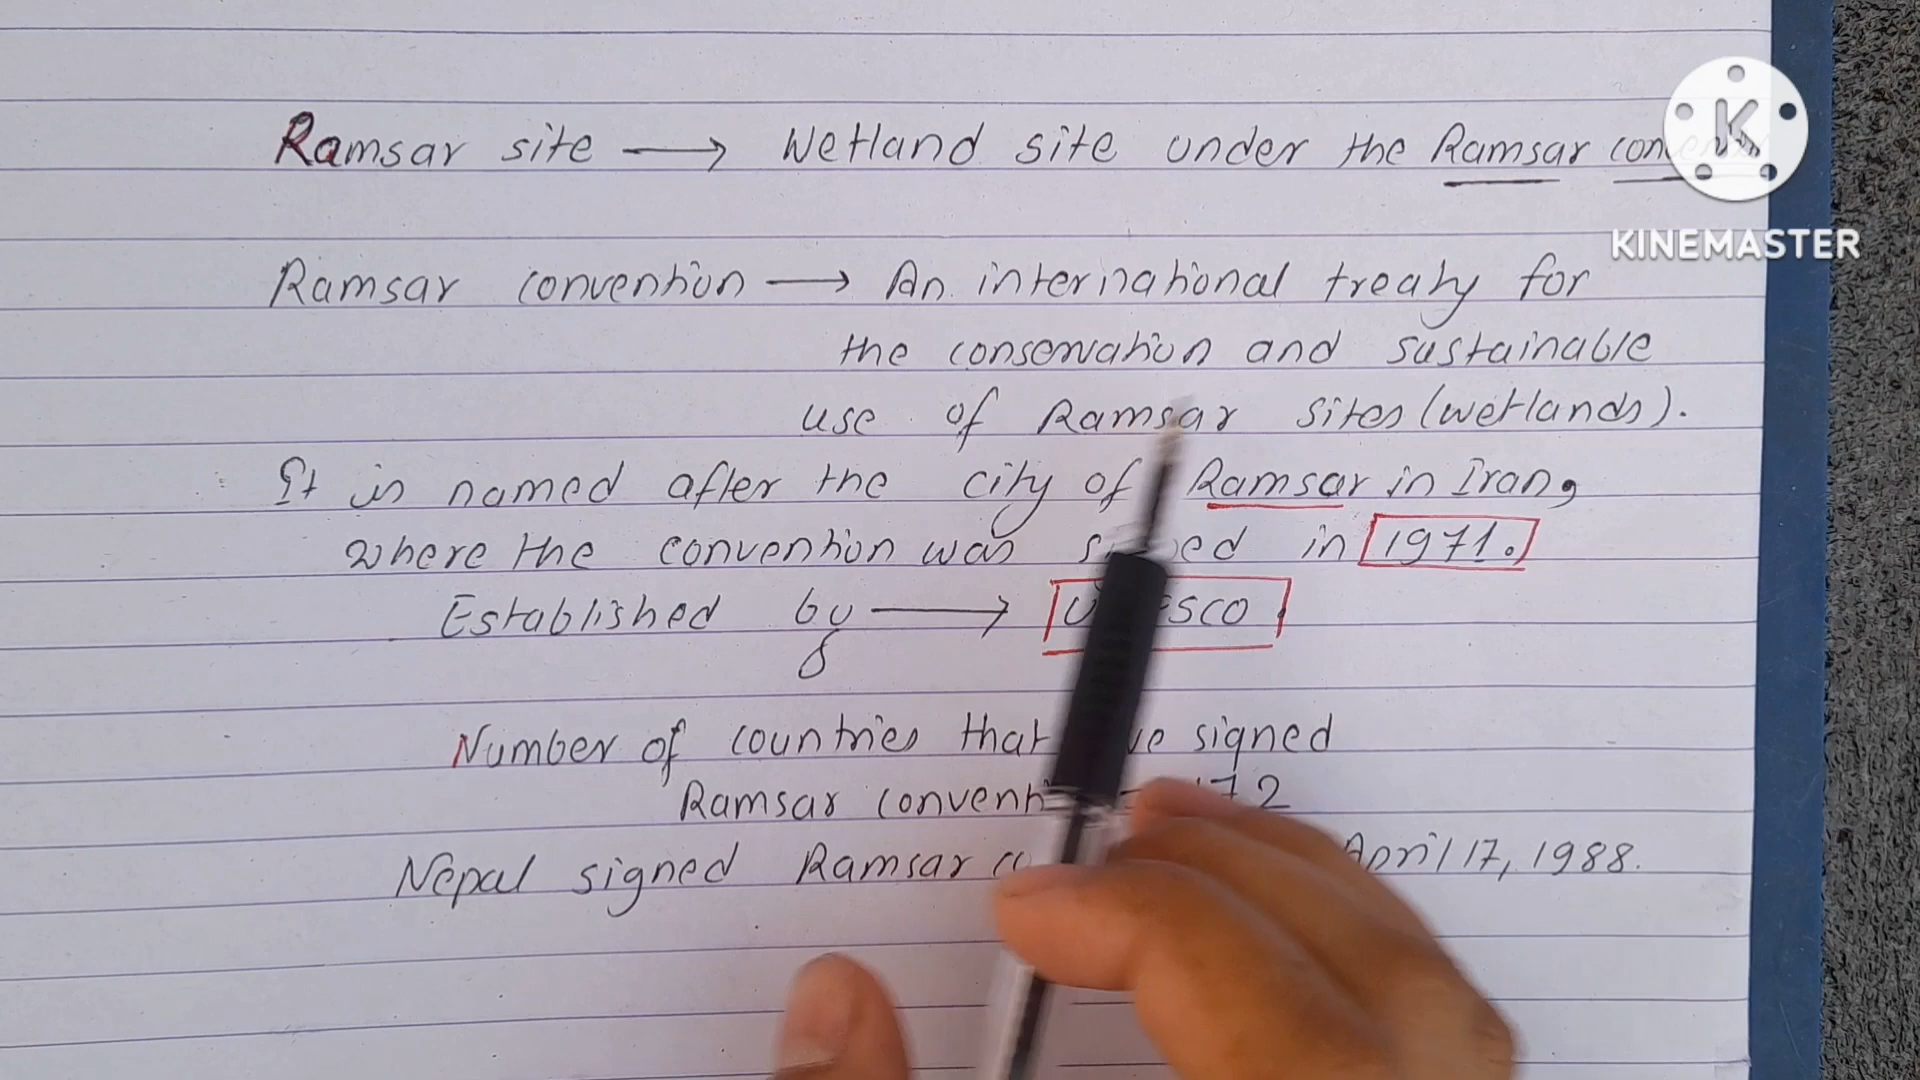 Ramsar site → Wetland site under the Ramsar
KINEMASTER
Ramsar convention → An international treaty for
the conservation and sustainable
use of Ramsar sites (wetlands).
It is named after the city of Ramsar in Iran,
where the convention was in 1971.
Established by →
Number of countries that signed
Ramsar
Nepal signed Ramsar April 17, 1988.